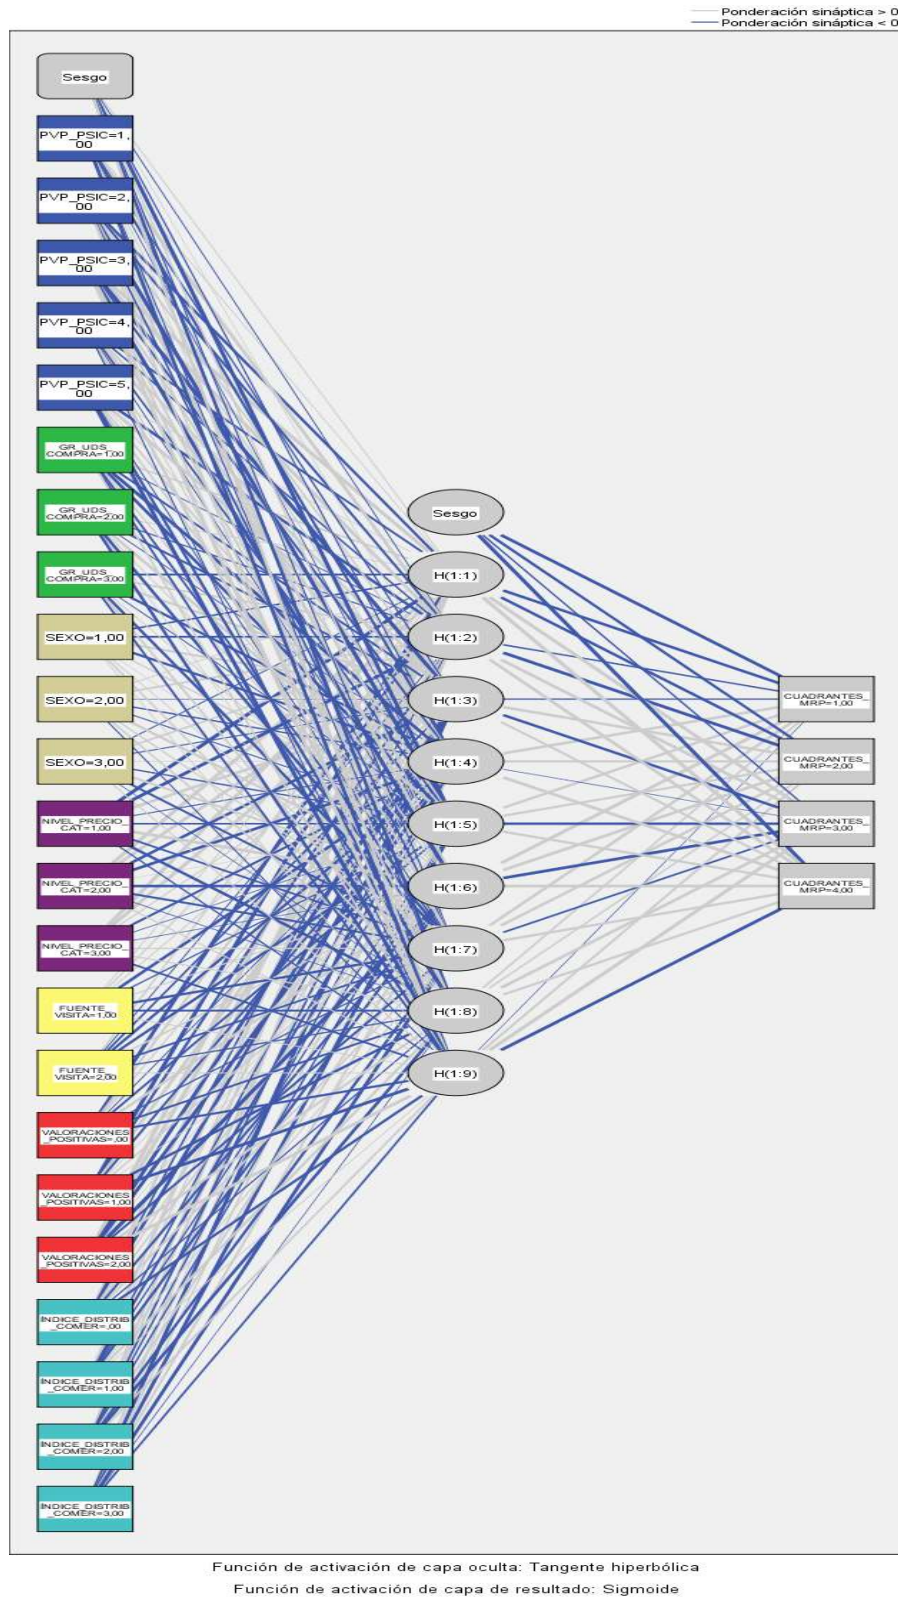 Ponderación sináptica > 0
Ponderación sináptica < 0
Sesgo
PVP_PSIC=1,
00
PVP_PSIC=2,
00
PVP_PSIC=3,
00
PVP_PSIC=4,
00
PVP_PSIC=5,
00
GR_UDS_
COMPRA=1,00
GR_UDS_
COMPRA=2,00
GR_UDS_
COMPRA=3,00
SEXO=1,00
SEXO=2,00
SEXO=3,00
NIVEL_PRECIO_
CAT=1,00
NIVEL_PRECIO_
CAT=2,00
NIVEL_PRECIO_
CAT=3,00
FUENTE_
VISITA=1,00
FUENTE_
VISITA=2,00
VALORACIONES
_POSITIVAS=,00
VALORACIONES
_POSITIVAS=1,00
VALORACIONES
_POSITIVAS=2,00
ÍNDICE_DISTRIB
_COMER=,00
ÍNDICE_DISTRIB
_COMER=1,00
ÍNDICE_DISTRIB
_COMER=2,00
ÍNDICE_DISTRIB
_COMER=3,00
Sesgo
H(1:1)
H(1:2)
H(1:3)
H(1:4)
H(1:5)
H(1:6)
H(1:7)
H(1:8)
H(1:9)
CUADRANTES_
MRP=1,00
CUADRANTES_
MRP=2,00
CUADRANTES_
MRP=3,00
CUADRANTES_
MRP=4,00
Función de activación de capa oculta: Tangente hiperbólica
Función de activación de capa de resultado: Sigmoide